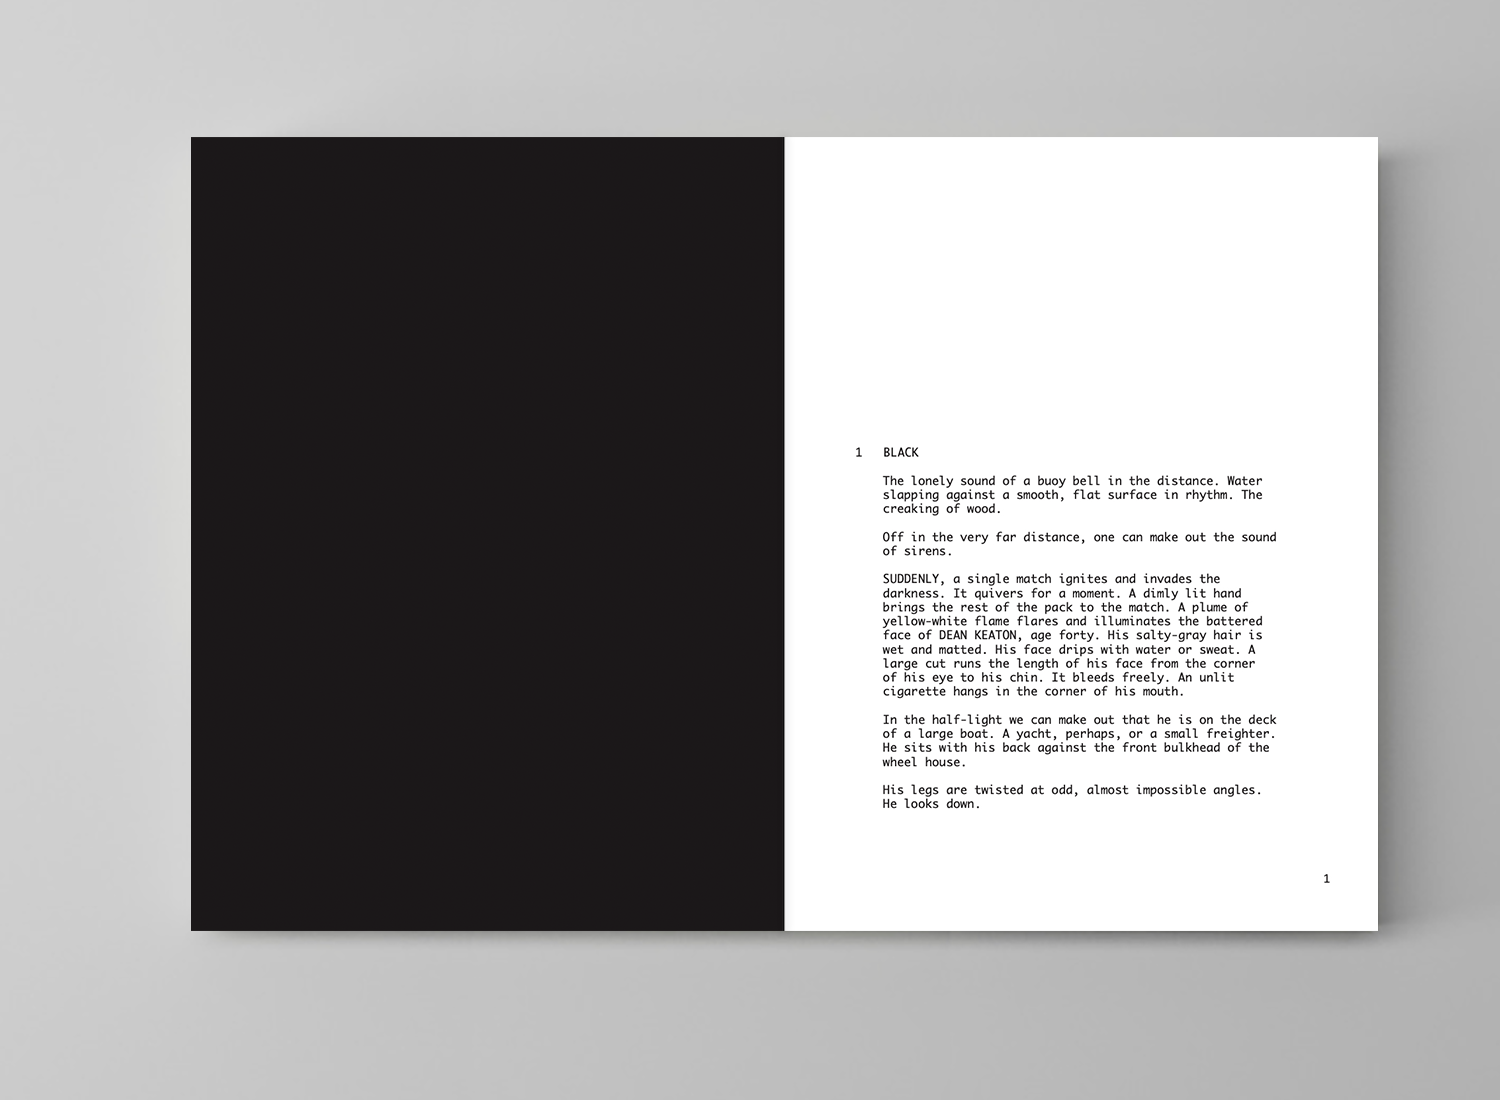 1 BLACK
The lonely sound of a buoy bell in the distance. Water
slapping against a smooth, flat surface in rhythm. The
creaking of wood.
Off in the very far distance, one can make out the sound
of sirens.
SUDDENLY, a single match ignites and invades the
darkness. It quivers for a moment. A dimly lit hand
brings the rest of the pack to the match. A plume of
yellow-white flame flares and illuminates the battered
face of DEAN KEATON, age forty. His salty-gray hair is
wet and matted. His face drips with water or sweat. A
large cut runs the length of his face from the corner
of his eye to his chin. It bleeds freely. An unlit
cigarette hangs in the corner of his mouth.
In the half-light we can make out that he is on the deck
of a large boat. A yacht, perhaps, or a small freighter.
He sits with his back against the front bulkhead of the
wheel house.
His legs are twisted at odd, almost impossible angles.
He looks down.
1